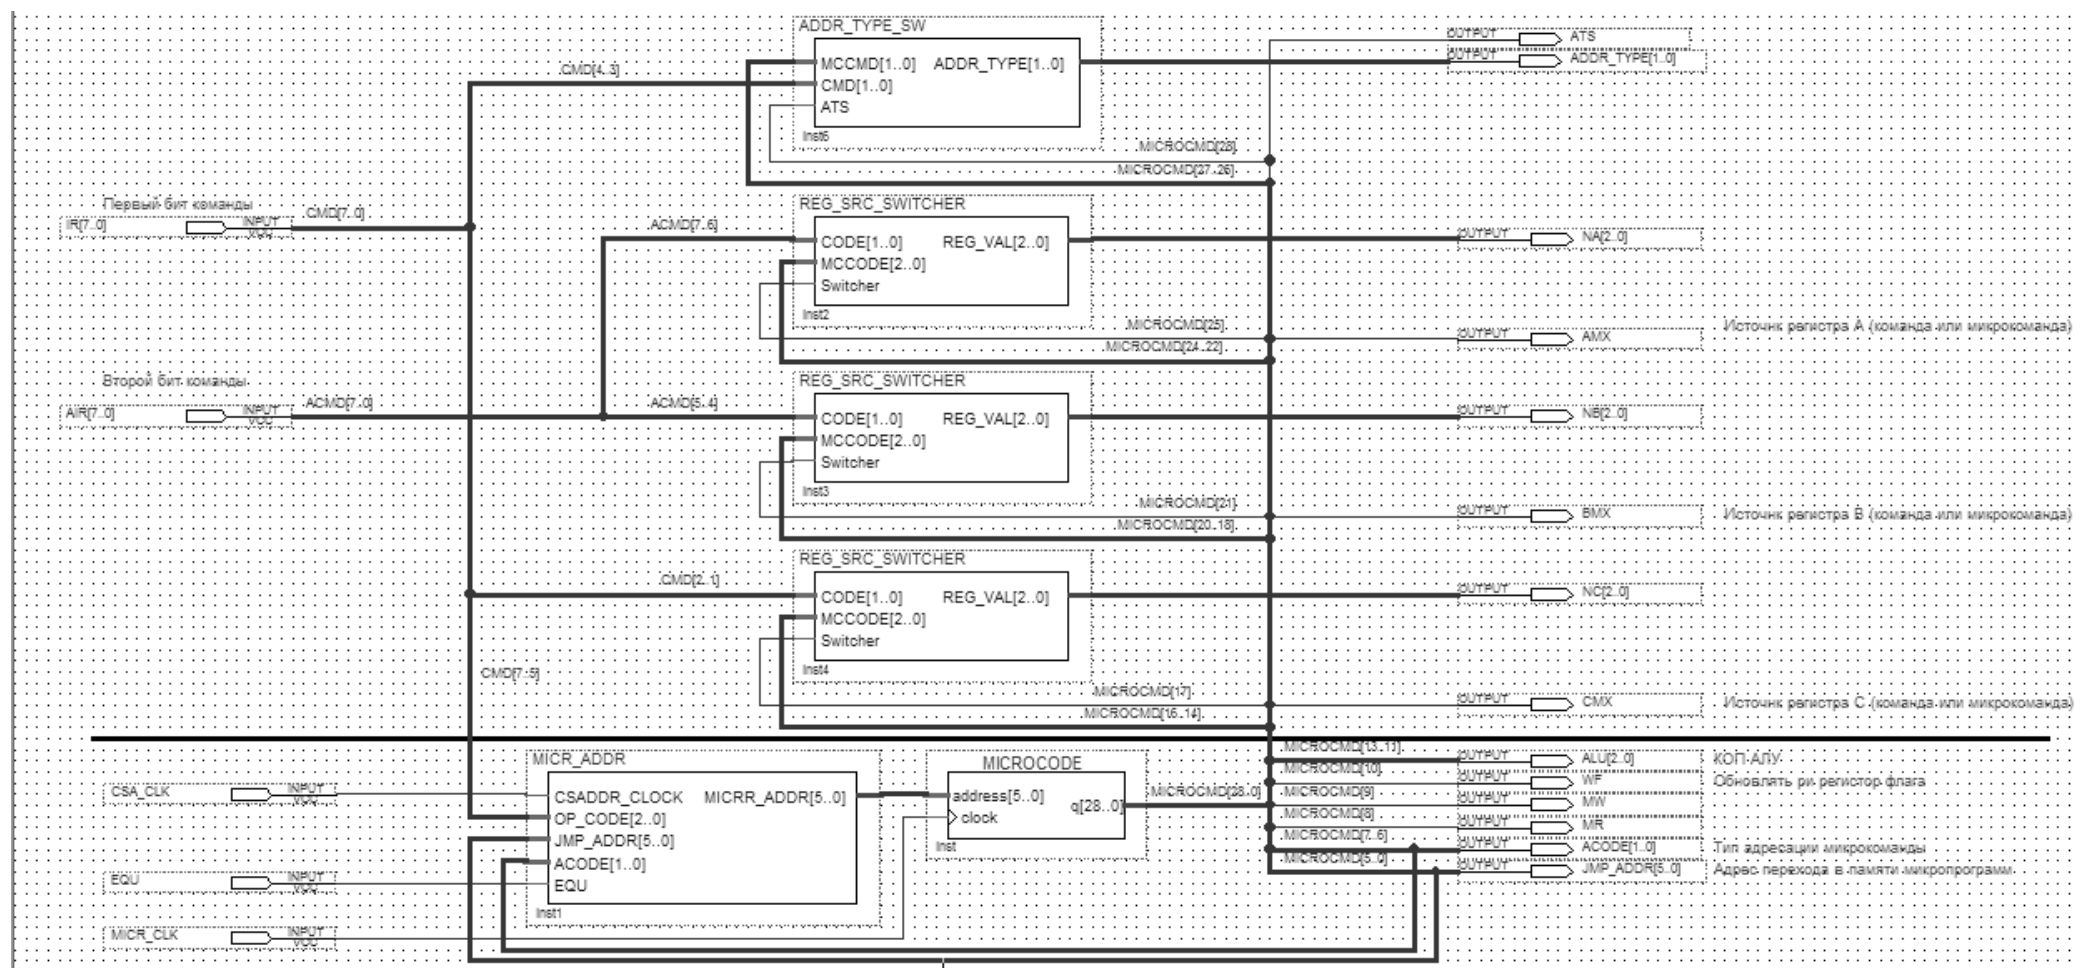 ADDR_TYPE_SW
MCCMD[1..0] ADDR_TYPE[1..0]
CMD[1..0]
ATS
Inst6
CMD[4..3]
OUTPUT ATS
OUTPUT ADDR_TYPE[1..0]
MICROCMD[28]
MICROCMD[27..26]
Первый бит команды
IR[7..0] INPUT VCC CMD[7..0]
REG_SRC_SWITCHER
ACMD[7..6]
CODE[1..0] REG_VAL[2..0]
MCCODE[2..0]
Switcher
Inst2
OUTPUT NA[2..0]
MICROCMD[25]
MICROCMD[24..22]
OUTPUT AMX
Источнк регистра А (команда или микрокоманда)
Второй бит команды
AIR[7..0] INPUT VCC ACMD[7..0]
REG_SRC_SWITCHER
ACMD[5..4]
CODE[1..0] REG_VAL[2..0]
MCCODE[2..0]
Switcher
Inst3
OUTPUT NB[2..0]
MICROCMD[21]
MICROCMD[20..18]
OUTPUT BMX
Источнк регистра В (команда или микрокоманда)
REG_SRC_SWITCHER
CMD[2..1]
CODE[1..0] REG_VAL[2..0]
MCCODE[2..0]
Switcher
Inst4
OUTPUT NC[2..0]
CMD[7..5]
MICROCMD[17]
MICROCMD[16..14]
OUTPUT CMX
Источнк регистра С (команда или микрокоманда)
MICR_ADDR
CSA_CLK INPUT VCC
CSADDR_CLOCK MICRR_ADDR[5..0]
OP_CODE[2..0]
JMP_ADDR[5..0]
ACODE[1..0]
EQU
Inst1
EQU INPUT VCC
MICR_CLK INPUT VCC
MICROCODE
address[5..0]
q[28..0]
clock
Inst
MICROCMD[28..0]
MICROCMD[13..11] OUTPUT ALU[2..0] КОП АЛУ
MICROCMD[10] OUTPUT WF Обновлять ри регистор флага
MICROCMD[9] OUTPUT MW
MICROCMD[8] OUTPUT MR
MICROCMD[7..6] OUTPUT ACODE[1..0] Тип адресации микрокоманды
MICROCMD[5..0] OUTPUT JMP_ADDR[5..0] Адрес перехода в памяти микропрограмм